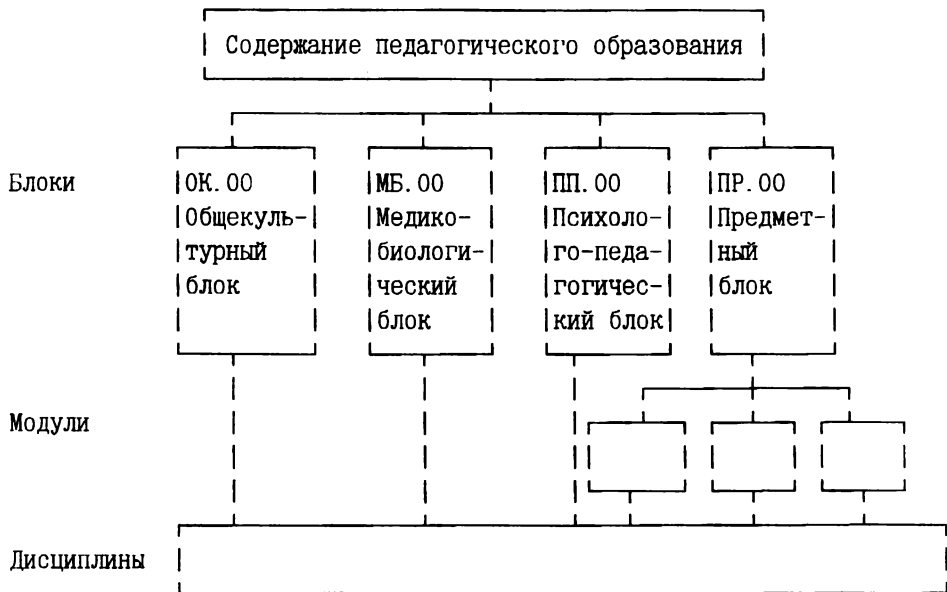 Содержание педагогического образования
Блоки
ОК.00
Общекуль-
турный
блок
МБ.00
Медико-
биологи-
ческий
блок
ПП.00
Психоло-
го-педа-
гогичес-
кий блок
ПР.00
Предмет-
ный
блок
Модули
Дисциплины